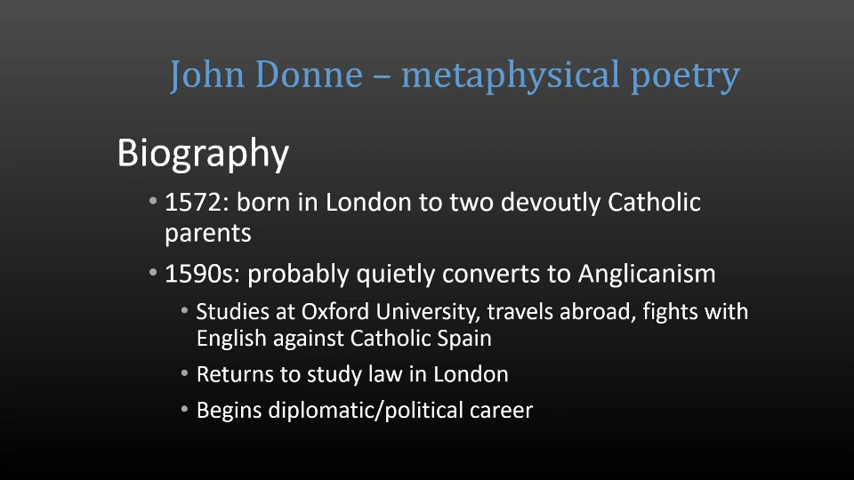 John Donne – metaphysical poetry
Biography
• 1572: born in London to two devoutly Catholic
parents
• 1590s: probably quietly converts to Anglicanism
• Studies at Oxford University, travels abroad, fights with
English against Catholic Spain
• Returns to study law in London
• Begins diplomatic/political career